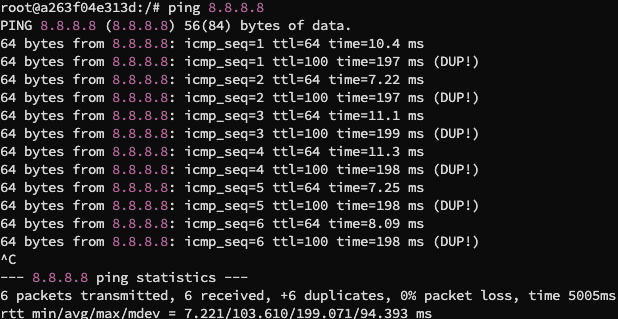 root@a263f04e313d:/# ping 8.8.8.8
PING 8.8.8.8 (8.8.8.8) 56(84) bytes of data.
64 bytes from 8.8.8.8: icmp_seq=1 ttl=64 time=10.4 ms
64 bytes from 8.8.8.8: icmp_seq=1 ttl=100 time=197 ms (DUP!)
64 bytes from 8.8.8.8: icmp_seq=2 ttl=64 time=7.22 ms
64 bytes from 8.8.8.8: icmp_seq=2 ttl=100 time=197 ms (DUP!)
64 bytes from 8.8.8.8: icmp_seq=3 ttl=64 time=11.1 ms
64 bytes from 8.8.8.8: icmp_seq=3 ttl=100 time=199 ms (DUP!)
64 bytes from 8.8.8.8: icmp_seq=4 ttl=64 time=11.3 ms
64 bytes from 8.8.8.8: icmp_seq=4 ttl=100 time=198 ms (DUP!)
64 bytes from 8.8.8.8: icmp_seq=5 ttl=64 time=7.25 ms
64 bytes from 8.8.8.8: icmp_seq=5 ttl=100 time=198 ms (DUP!)
64 bytes from 8.8.8.8: icmp_seq=6 ttl=64 time=8.09 ms
64 bytes from 8.8.8.8: icmp_seq=6 ttl=100 time=198 ms (DUP!)
^C
--- 8.8.8.8 ping statistics ---
6 packets transmitted, 6 received, +6 duplicates, 0% packet loss, time 5005ms
rtt min/avg/max/mdev = 7.221/103.610/199.071/94.393 ms